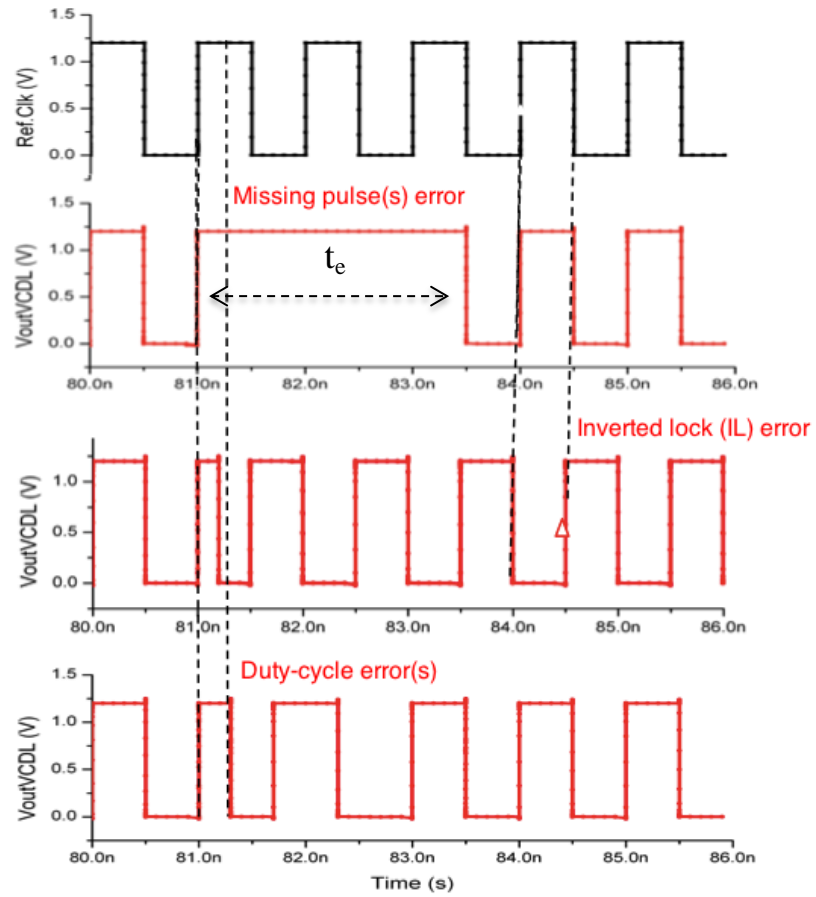 1.5
1.0
0.5
0.0
Ref.Clk (V)
Missing pulse(s) error
1.5
1.0
0.5
0.0
VoutVCDL (V)
te
80.0n 81.0n 82.0n 83.0n 84.0n 85.0n 86.0n
Inverted lock (IL) error
1.0
0.5
0.0
VoutVCDL (V)
80.0n 81.0n 82.0n 83.0n 84.0n 85.0n 86.0n
Duty-cycle error(s)
1.5
1.0
0.5
0.0
VoutVCDL (V)
80.0n 81.0n 82.0n 83.0n 84.0n 85.0n 86.0n
Time (s)